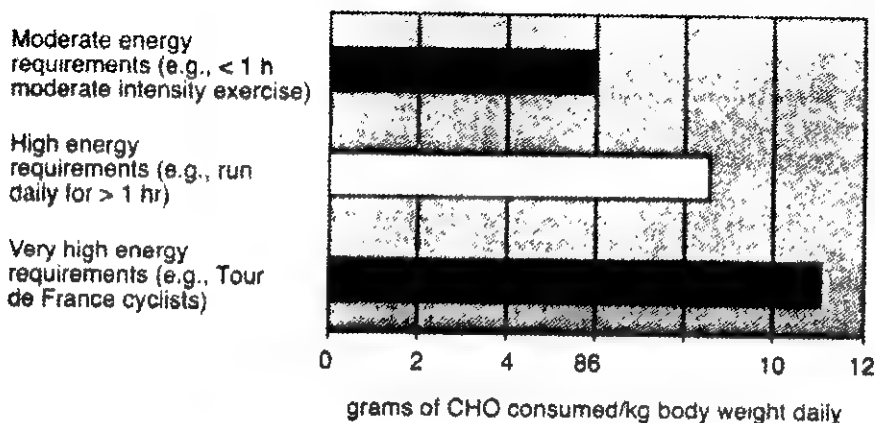 Moderate energy
requirements (e.g., < 1 h
moderate intensity exercise)
High energy
requirements (e.g., run
daily for > 1 hr)
Very high energy
requirements (e.g., Tour
de France cyclists)
0 2 4 86 10 12
grams of CHO consumed/kg body weight daily